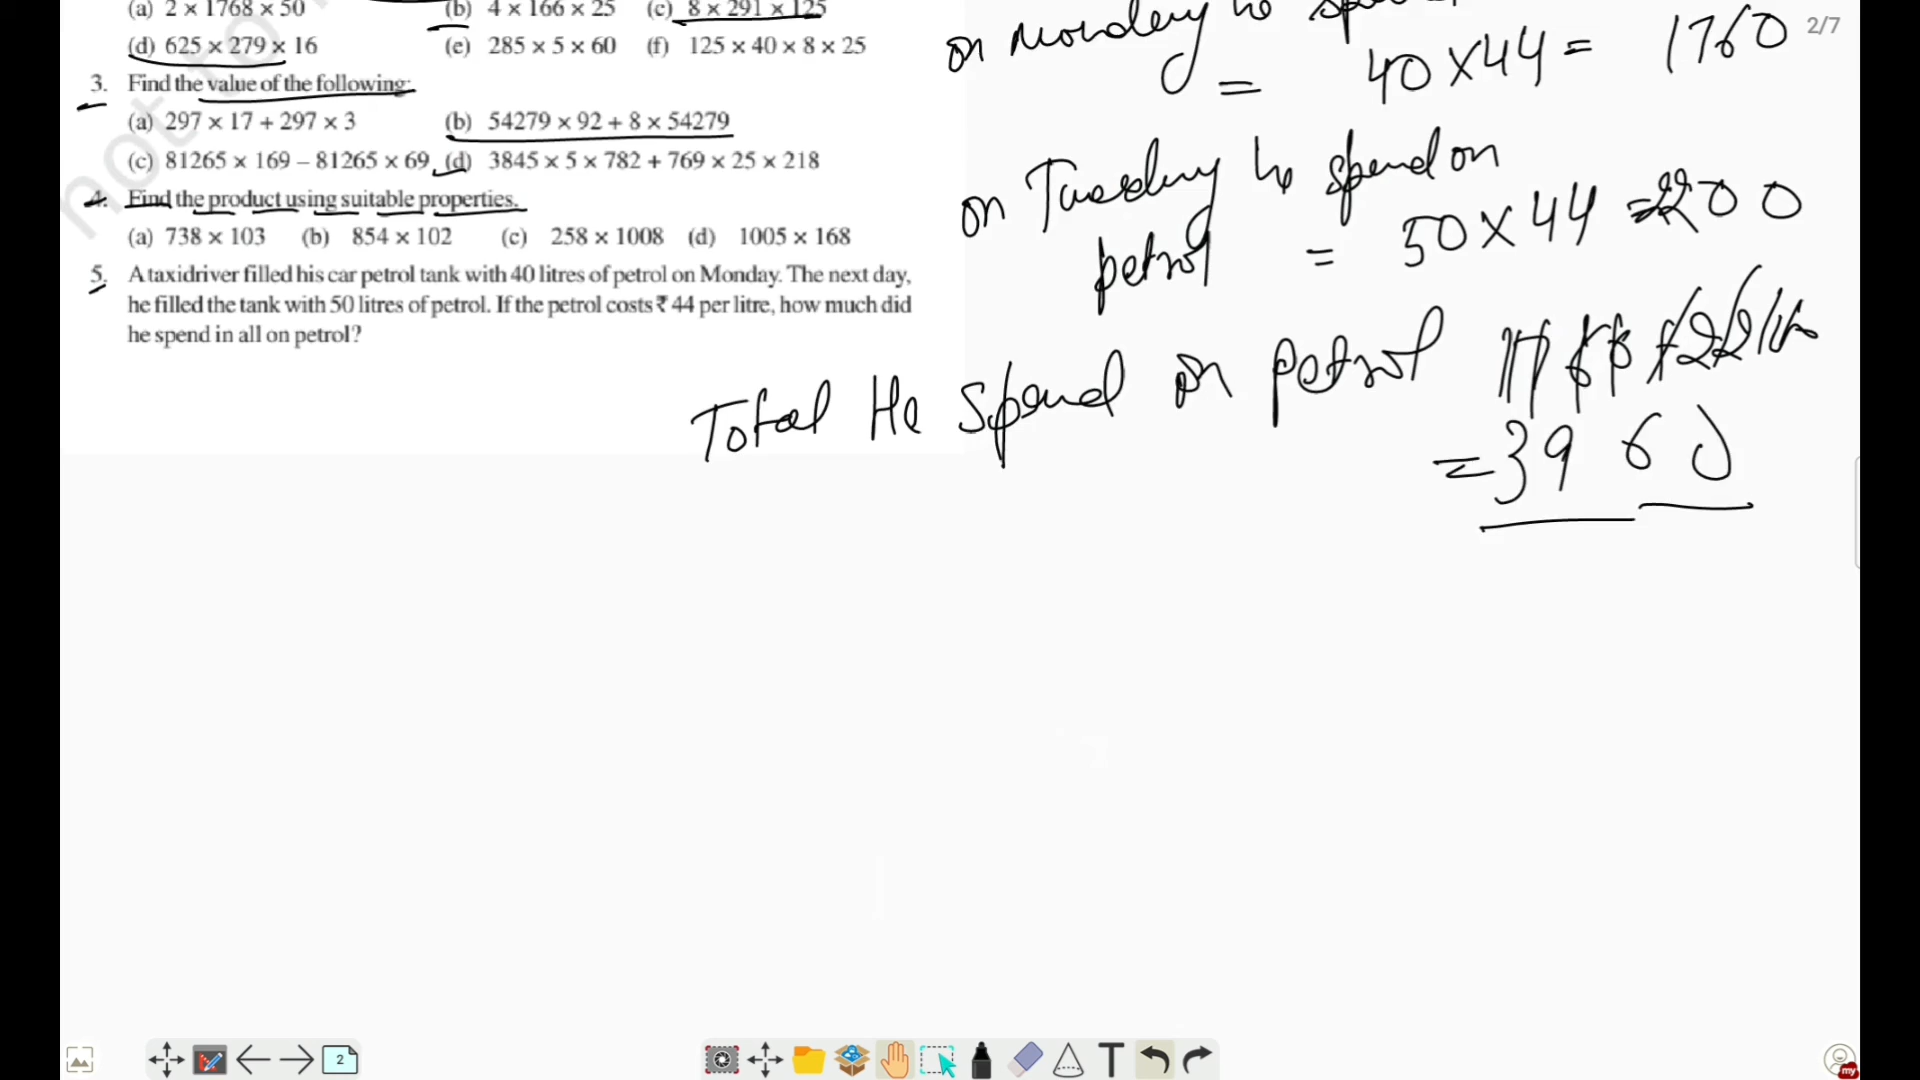 (a) 2 × 1768 × 50 (b) 4 × 166 × 25 (c) 8 × 291 × 125
(d) 625 × 279 × 16 (e) 285 × 5 × 60 (f) 125 × 40 × 8 × 25
3. Find the value of the following:
(a) 297 × 17 + 297 × 3 (b) 54279 × 92 + 8 × 54279
(c) 81265 × 169 – 81265 × 69 (d) 3845 × 5 × 782 + 769 × 25 × 218
4. Find the product using suitable properties.
(a) 738 × 103 (b) 854 × 102 (c) 258 × 1008 (d) 1005 × 168
5. A taxidriver filled his car petrol tank with 40 litres of petrol on Monday. The next day,
he filled the tank with 50 litres of petrol. If the petrol costs ₹ 44 per litre, how much did
he spend in all on petrol?
not to
on Monday he
= 40 × 44 = 1760
2/7
on Tuesday he spend on
petrol = 50 × 44 = 2200
Total He spend on petrol
= 3960
2
my